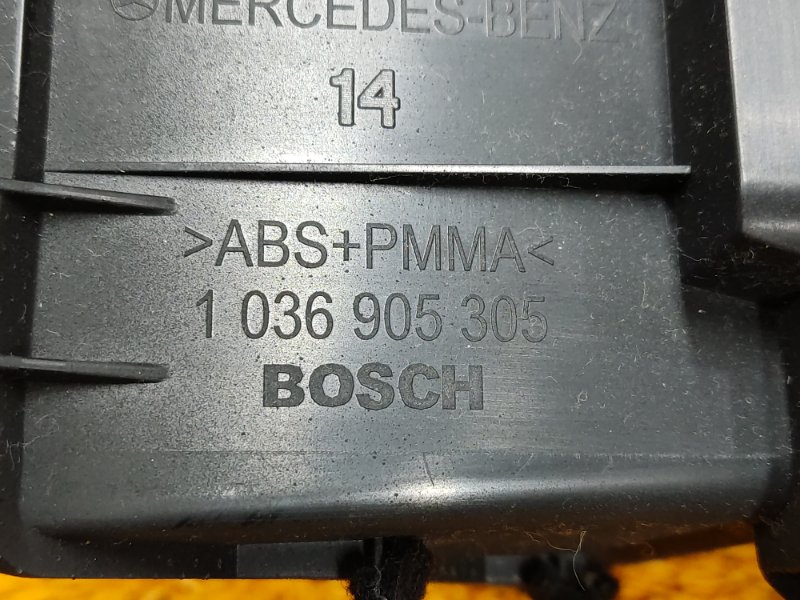 MERCEDES-BENZ
14
>ABS+PMMA<
1 036 905 305
BOSCH